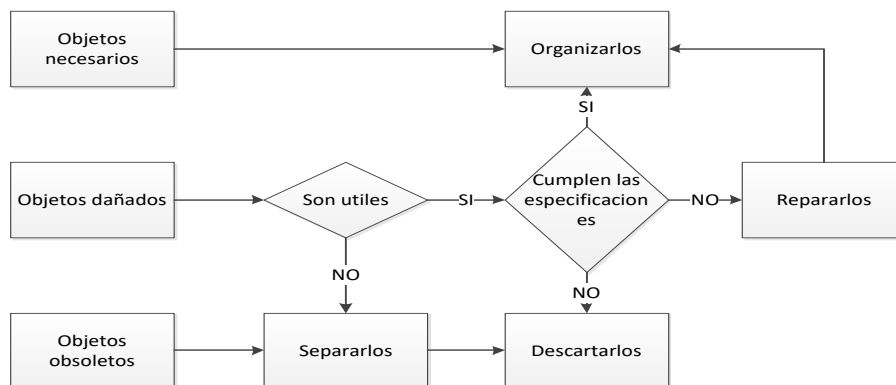 Objetos
necesarios
Organizarlos
SI
Objetos dañados
Son utiles
SI
Cumplen las
especificacion
es
NO
Repararlos
NO
NO
Objetos
obsoletos
Separarlos
Descartarlos